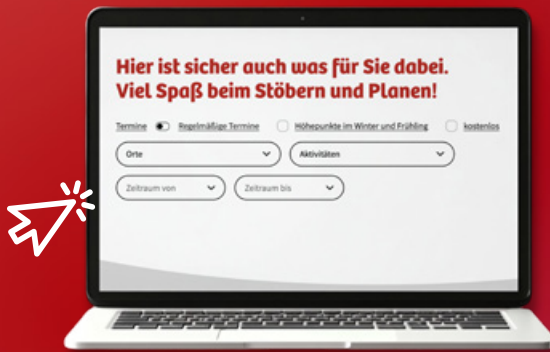 Hier ist sicher auch was für Sie dabei.
Viel Spaß beim Stöbern und Planen!
Termine Regelmäßige Termine Höhepunkte im Winter und Frühling kostenlos
Orte Aktivitäten
Zeitraum von Zeitraum bis